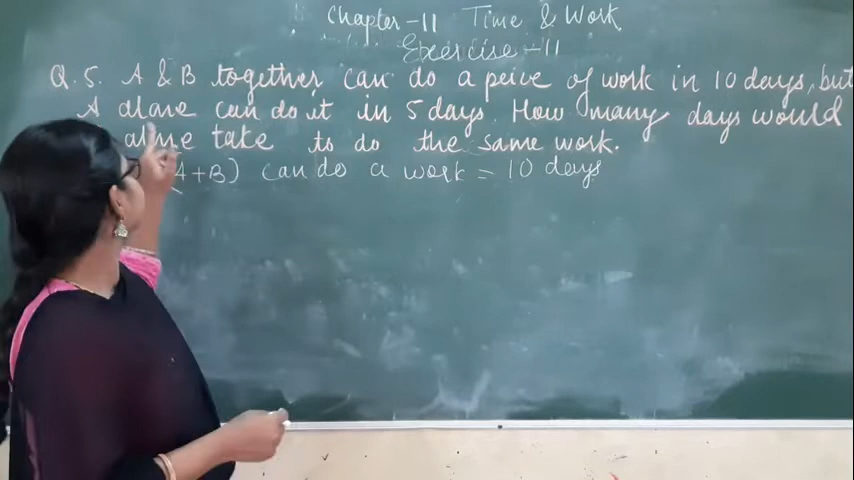 Chapter-11 Time & Work
Exercise-11
Q.5. A & B together can do a peive of work in 10 days, but
A alone can do it in 5 days. How many days would
alone take to do the same work.
A+B) can do a work = 10 days